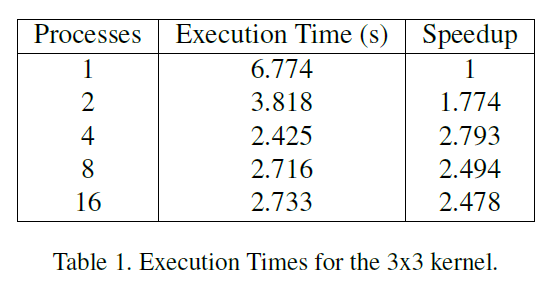 Processes Execution Time (s) Speedup
1 6.774 1
2 3.818 1.774
4 2.425 2.793
8 2.716 2.494
16 2.733 2.478
Table 1. Execution Times for the 3x3 kernel.